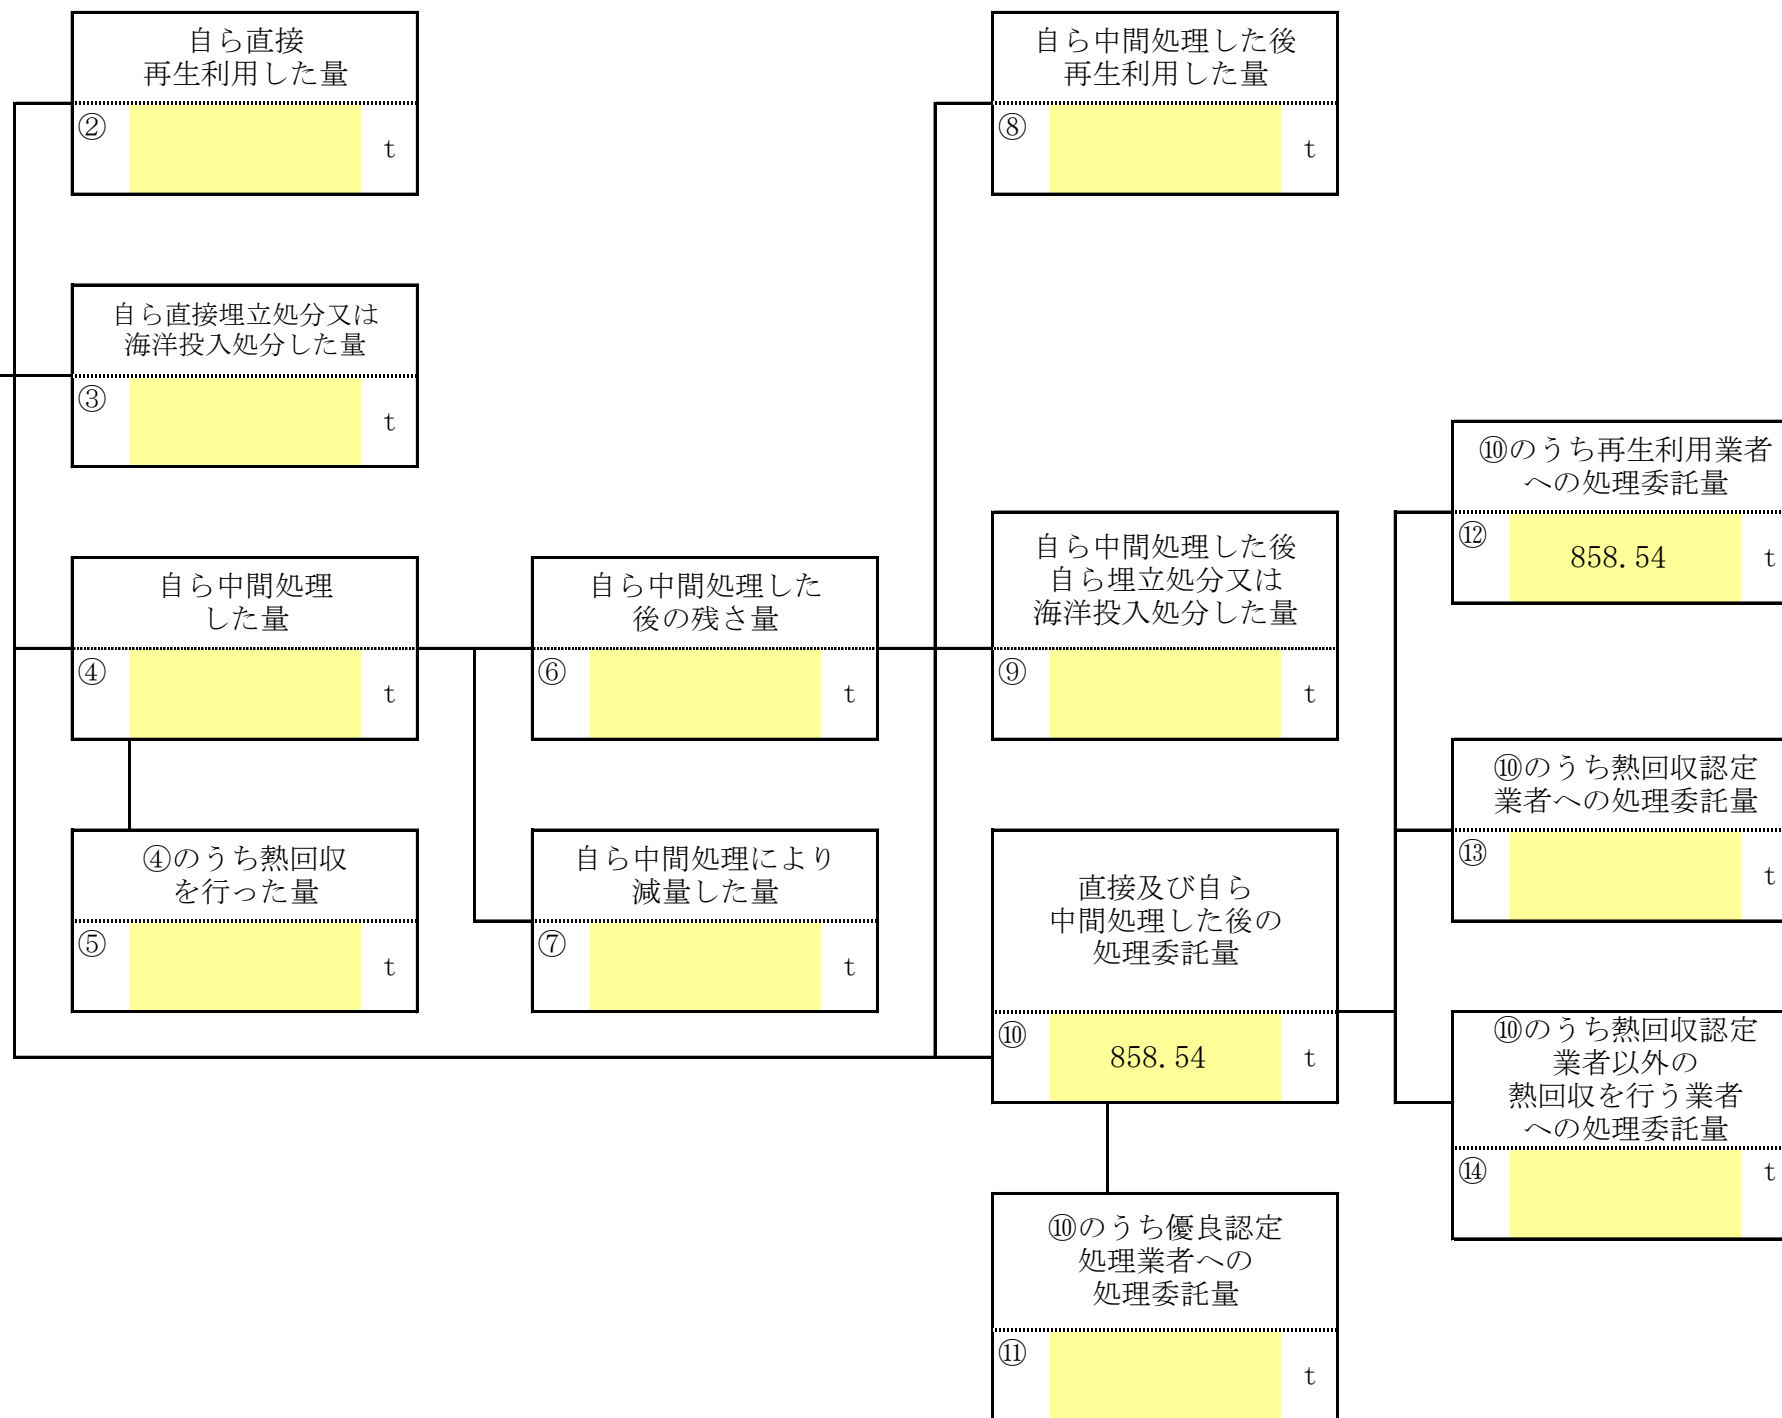 自ら直接
再生利用した量
②
t
自ら中間処理した後
再生利用した量
⑧
t
自ら直接埋立処分又は
海洋投入処分した量
③
t
⑩のうち再生利用業者
への処理委託量
⑫
858.54
t
自ら中間処理
した量
④
t
自ら中間処理した
後の残さ量
⑥
t
自ら中間処理した後
自ら埋立処分又は
海洋投入処分した量
⑨
t
⑩のうち熱回収認定
業者への処理委託量
⑬
t
④のうち熱回収
を行った量
⑤
t
自ら中間処理により
減量した量
⑦
t
直接及び自ら
中間処理した後の
処理委託量
⑩
858.54
t
⑩のうち熱回収認定
業者以外の
熱回収を行う業者
への処理委託量
⑭
t
⑩のうち優良認定
処理業者への
処理委託量
⑪
t